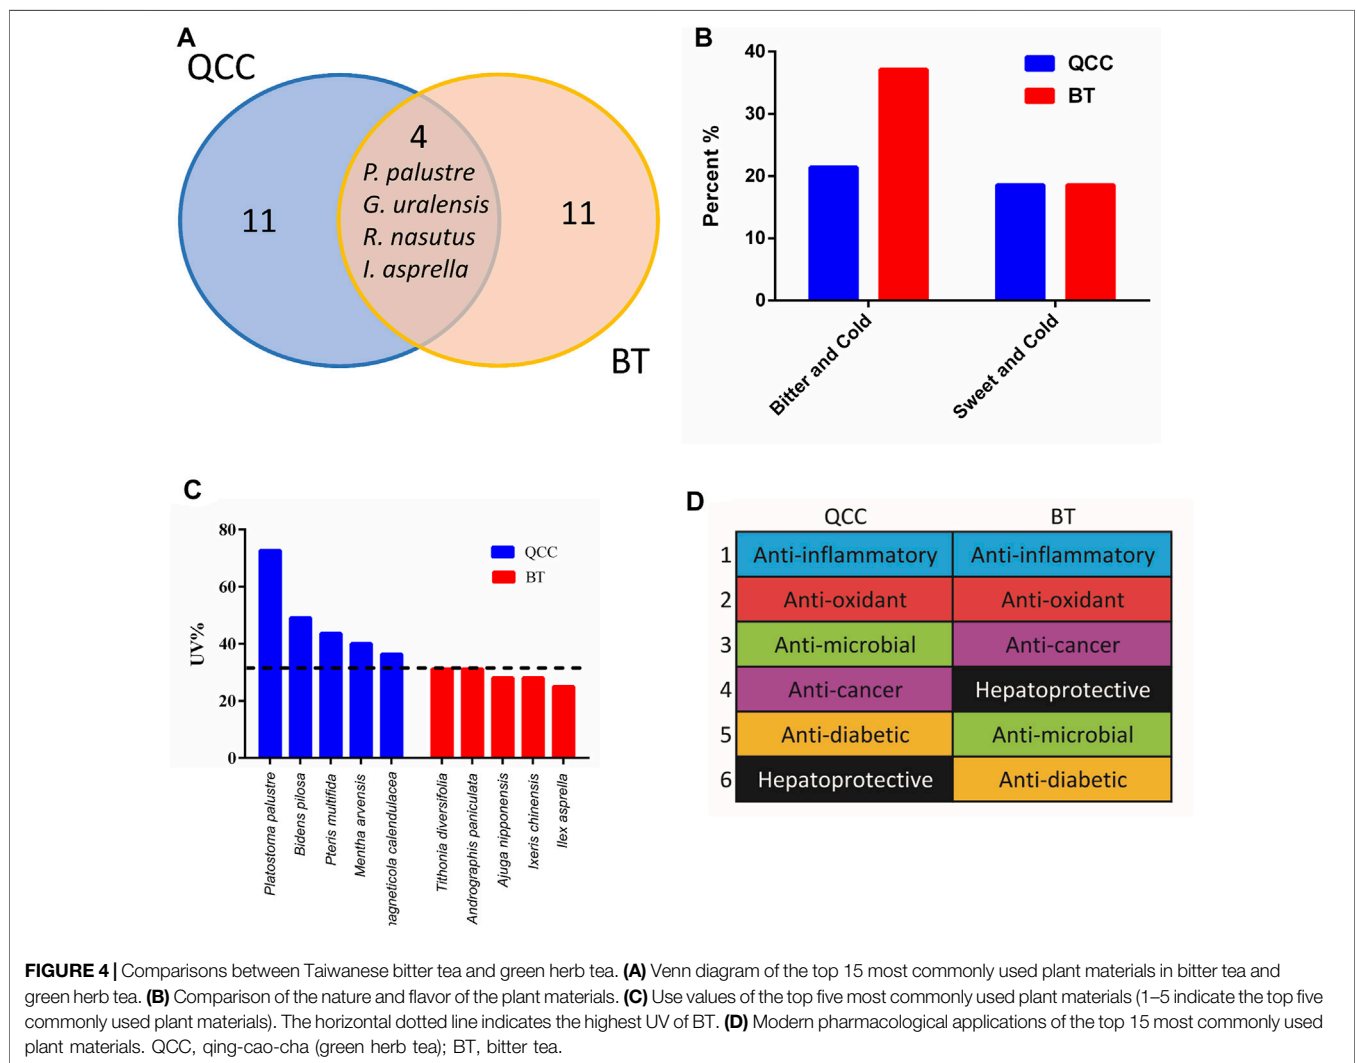 A
QCC
4
P. palustre
G. uralensis
R. nasutus
I. asprella
11
11
BT
B
40
30
20
10
0
Percent %
QCC
BT
Bitter and Cold
Sweet and Cold
C
80
60
40
20
0
UV%
QCC
BT
Platostoma palustre
Bidens pilosa
Pteris multifida
Mentha arvensis
nagneticola calendulacea
Tithonia diversifolia
Andrographis paniculata
Ajuga nipponensis
Ixeris chinensis
Ilex asprella
D
QCC BT
1 Anti-inflammatory Anti-inflammatory
2 Anti-oxidant Anti-oxidant
3 Anti-microbial Anti-cancer
4 Anti-cancer Hepatoprotective
5 Anti-diabetic Anti-microbial
6 Hepatoprotective Anti-diabetic
FIGURE 4 | Comparisons between Taiwanese bitter tea and green herb tea. (A) Venn diagram of the top 15 most commonly used plant materials in bitter tea and
green herb tea. (B) Comparison of the nature and flavor of the plant materials. (C) Use values of the top five most commonly used plant materials (1–5 indicate the top five
commonly used plant materials). The horizontal dotted line indicates the highest UV of BT. (D) Modern pharmacological applications of the top 15 most commonly used
plant materials. QCC, qing-cao-cha (green herb tea); BT, bitter tea.